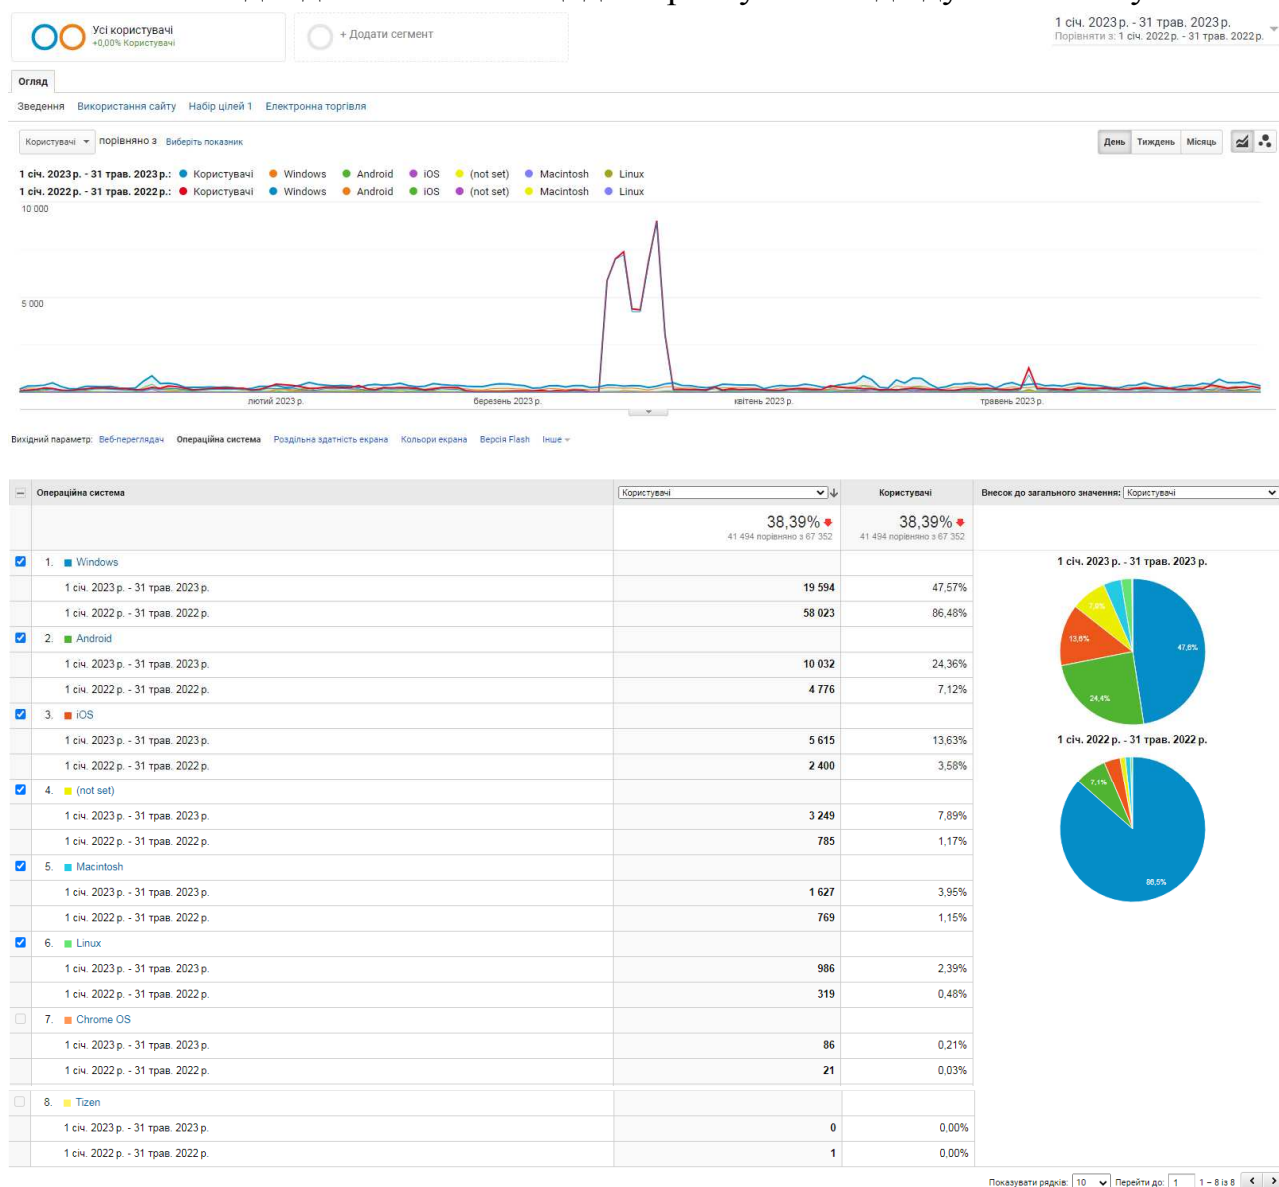 Усі користувачі
+0,00% Користувачі
+ Додати сегмент
1 січ. 2023 р. - 31 трав. 2023 р.
Порівняти з: 1 січ. 2022 р. - 31 трав. 2022 р.
Огляд
Зведення Використання сайту Набір цілей 1 Електронна торгівля
Користувачі порівняно з Виберіть показник
День Тиждень Місяць
1 січ. 2023 р. - 31 трав. 2023 р.: Користувачі Windows Android iOS (not set) Macintosh Linux
1 січ. 2022 р. - 31 трав. 2022 р.: Користувачі Windows Android iOS (not set) Macintosh Linux
10 000
5 000
лютий 2023 р. березень 2023 р. квітень 2023 р. травень 2023 р.
Вихідний параметр: Веб-переглядач Операційна система Роздільна здатність екрана Кольори екрана Версія Flash Інше
Операційна система Користувачі Користувачі Внесок до загального значення: Користувачі
38,39% 38,39%
41 494 порівняно з 67 352 41 494 порівняно з 67 352
1. Windows
1 січ. 2023 р. - 31 трав. 2023 р. 19 594 47,57%
1 січ. 2022 р. - 31 трав. 2022 р. 58 023 86,48%
2. Android
1 січ. 2023 р. - 31 трав. 2023 р. 10 032 24,36%
1 січ. 2022 р. - 31 трав. 2022 р. 4 776 7,12%
3. iOS
1 січ. 2023 р. - 31 трав. 2023 р. 5 615 13,63%
1 січ. 2022 р. - 31 трав. 2022 р. 2 400 3,58%
4. (not set)
1 січ. 2023 р. - 31 трав. 2023 р. 3 249 7,89%
1 січ. 2022 р. - 31 трав. 2022 р. 785 1,17%
5. Macintosh
1 січ. 2023 р. - 31 трав. 2023 р. 1 627 3,95%
1 січ. 2022 р. - 31 трав. 2022 р. 769 1,15%
6. Linux
1 січ. 2023 р. - 31 трав. 2023 р. 986 2,39%
1 січ. 2022 р. - 31 трав. 2022 р. 319 0,48%
7. Chrome OS
1 січ. 2023 р. - 31 трав. 2023 р. 86 0,21%
1 січ. 2022 р. - 31 трав. 2022 р. 21 0,03%
8. Tizen
1 січ. 2023 р. - 31 трав. 2023 р. 0 0,00%
1 січ. 2022 р. - 31 трав. 2022 р. 1 0,00%
1 січ. 2023 р. - 31 трав. 2023 р.
7,9%
13,6%
47,6%
24,4%
1 січ. 2022 р. - 31 трав. 2022 р.
7,1%
86,5%
Показувати рядків: 10 Перейти до: 1 1 – 8 із 8